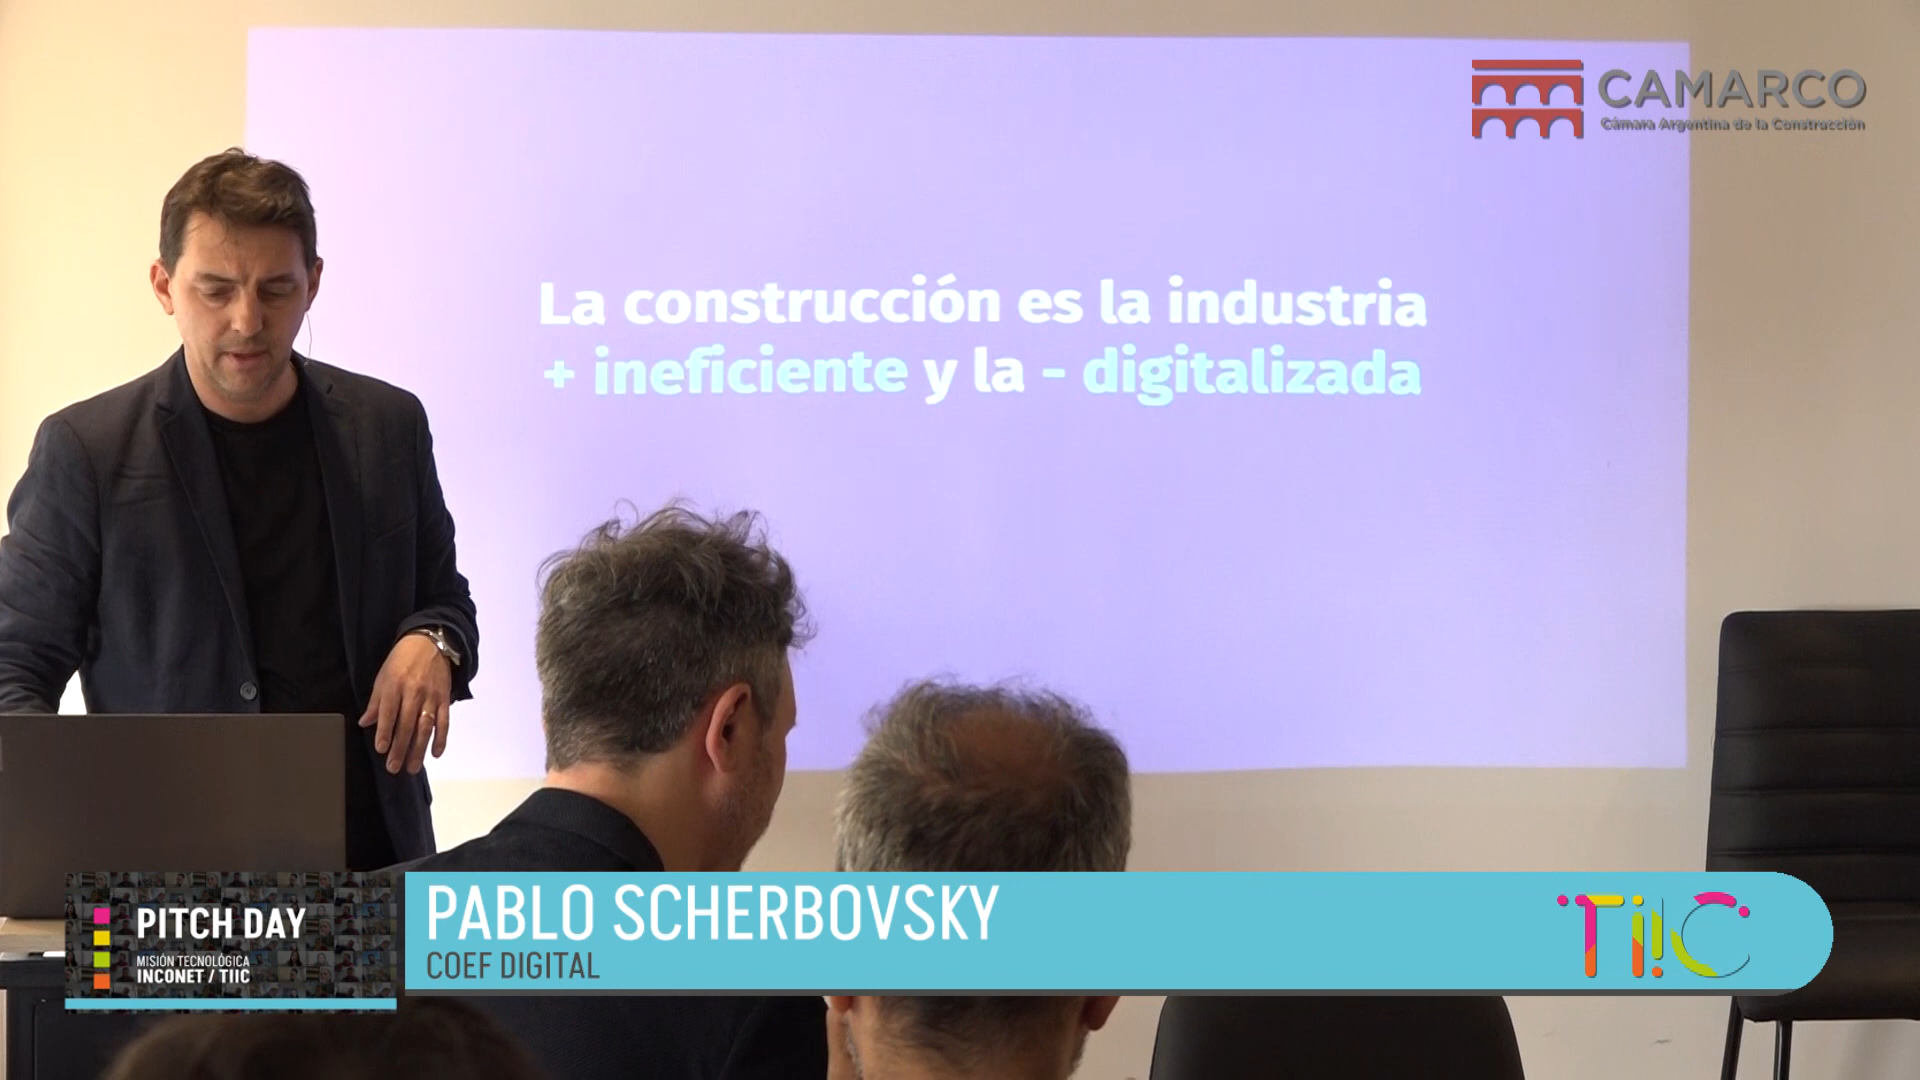 CAMARCO
Cámara Argentina de la Construcción
La construcción es la industria
+ ineficiente y la - digitalizada
PITCH DAY
MISIÓN TECNOLÓGICA
INCONET / TIIC
PABLO SCHERBOVSKY
COEF DIGITAL
TiiC